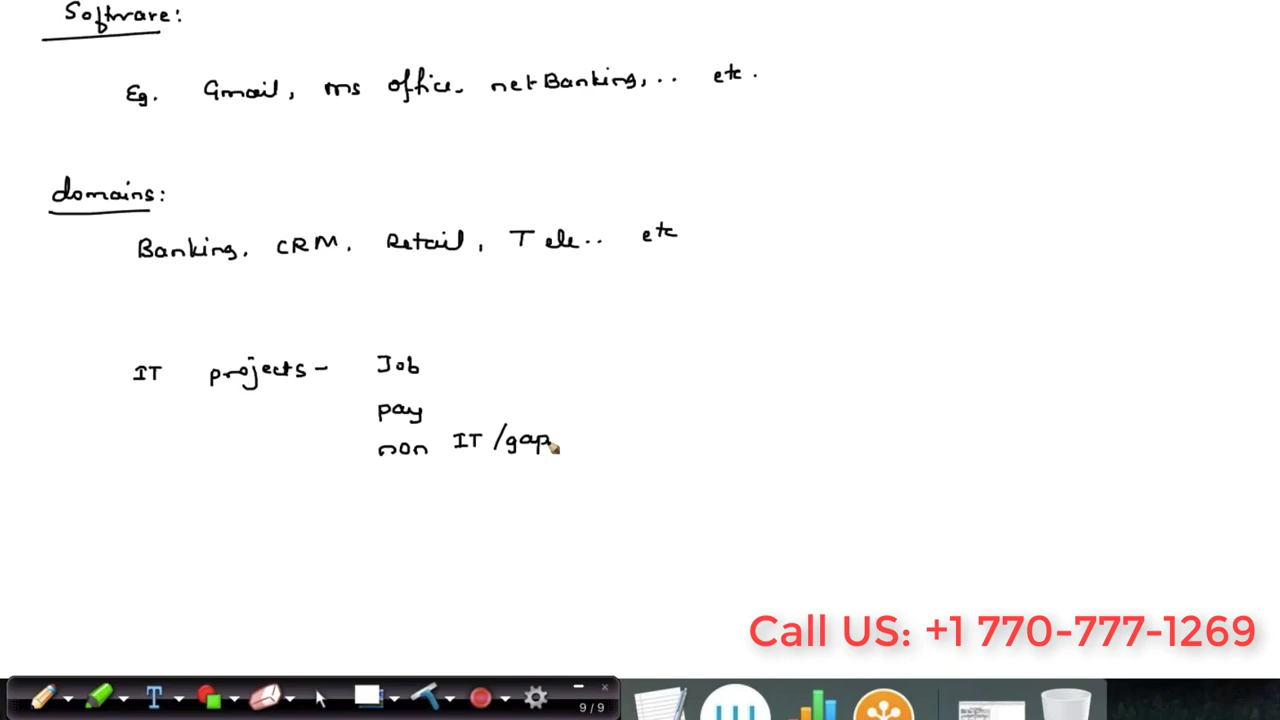 Software:
Eg. Gmail, ms office. netBanking, .. etc.
domains:
Banking. CRM. Retail, Tele.. etc
IT projects- Job
pay
non IT/gap
Call US: +1 770-777-1269
T
9/9